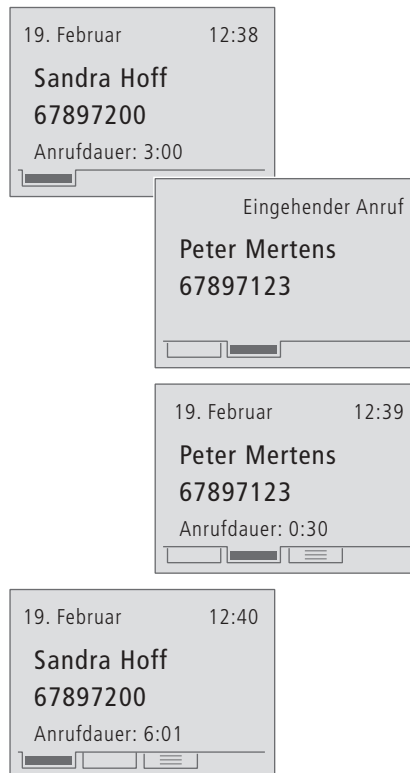 19. Februar 12:38
Sandra Hoff
67897200
Anrufdauer: 3:00
Eingehender Anruf
Peter Mertens
67897123
19. Februar 12:39
Peter Mertens
67897123
Anrufdauer: 0:30
19. Februar 12:40
Sandra Hoff
67897200
Anrufdauer: 6:01